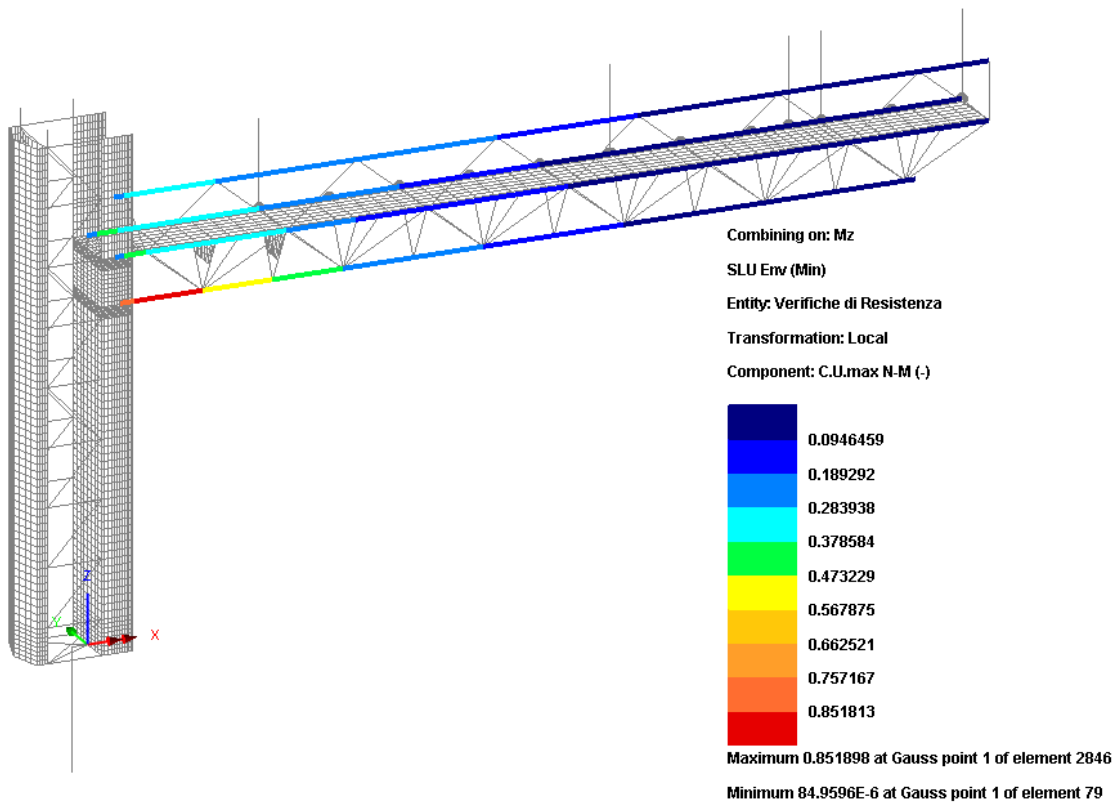 Combining on: Mz
SLU Env (Min)
Entity: Verifiche di Resistenza
Transformation: Local
Component: C.U.max N-M (-)
0.0946459
0.189292
0.283938
0.378584
0.473229
0.567875
0.662521
0.757167
0.851813
Z
Y
X
Maximum 0.851898 at Gauss point 1 of element 2846
Minimum 84.9596E-6 at Gauss point 1 of element 79